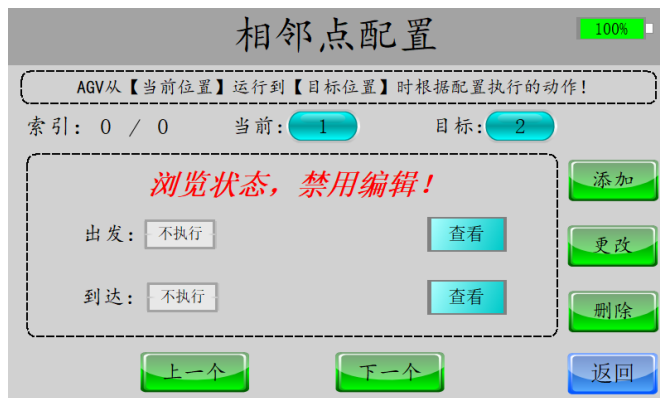 相邻点配置
100%
AGV从【当前位置】运行到【目标位置】时根据配置执行的动作!
索引: 0 / 0 当前: 1 目标: 2
浏览状态，禁用编辑!
添加
出发: 不执行 查看
更改
到达: 不执行 查看
删除
上一个 下一个 返回